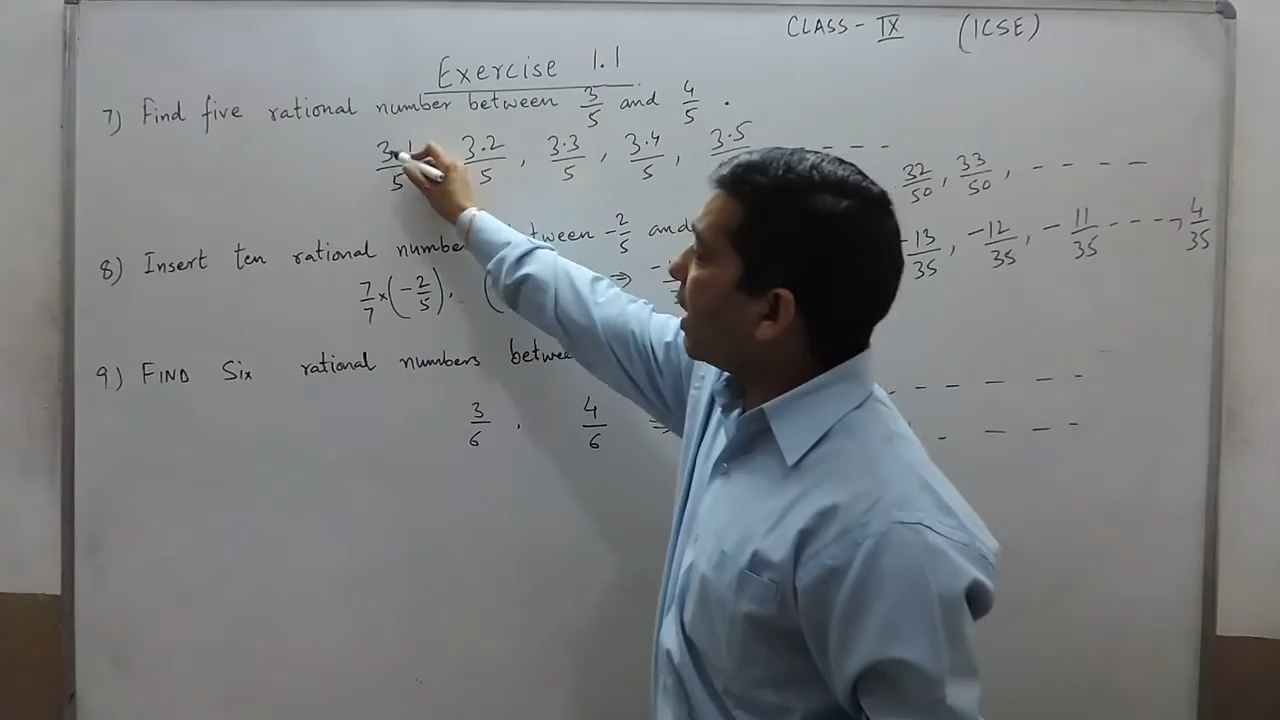 CLASS - IX (ICSE)
Exercise 1.1
7) Find five rational number between 3/5 and 4/5 .
3.1/5 3.2/5 , 3.3/5 , 3.4/5 , 3.5 - - - 32/50 , 33/50 , - - - - -
8) Insert ten rational between -2/5 and -13/35 , -12/35 , -11/35 - - - - , 4/35
7/7 × (-2/5) , ( ⇒
9) FIND SIX rational numbers - - - - -
3/6 , 4/6 - - - - -